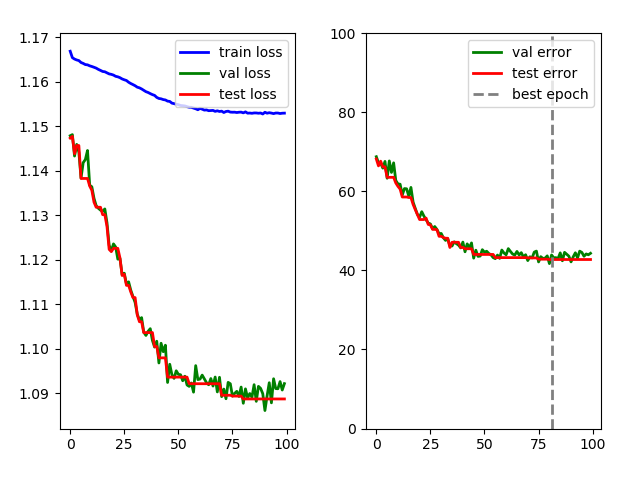 1.17
1.16
1.15
1.14
1.13
1.12
1.11
1.10
1.09
0 25 50 75 100
train loss
val loss
test loss
100
80
60
40
20
0
0 25 50 75 100
val error
test error
best epoch